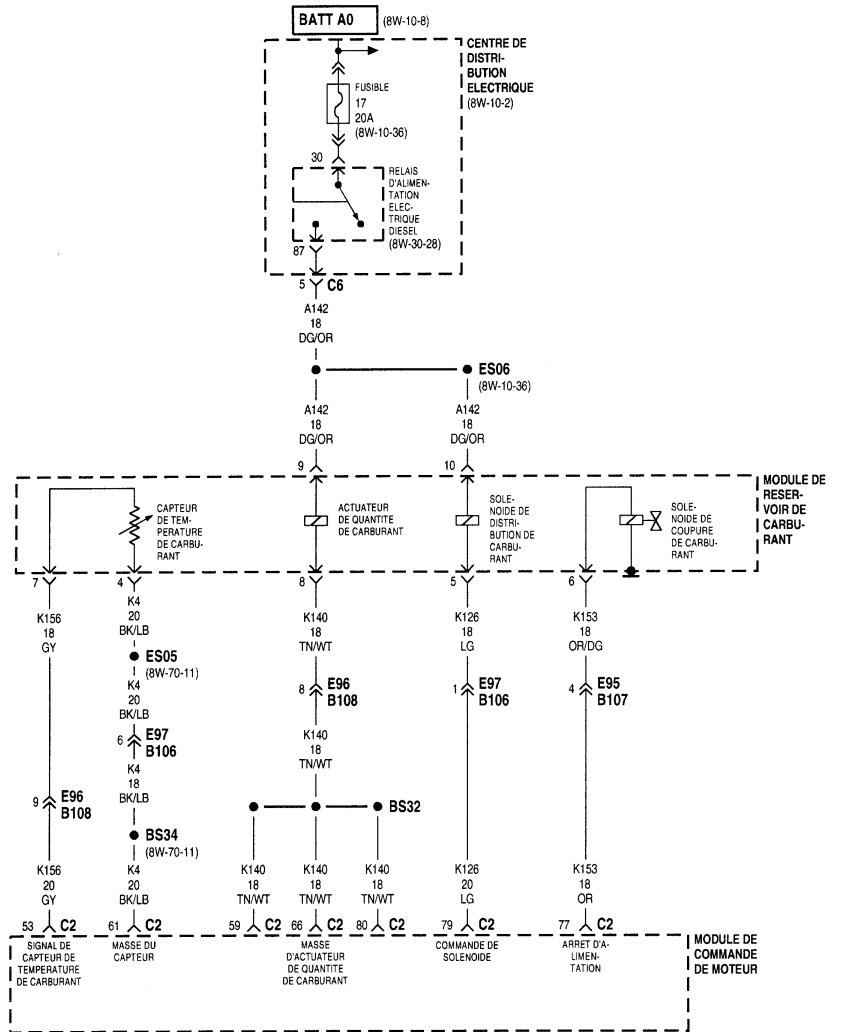 BATT A0
(8W-10-8)
CENTRE DE
DISTRI-
BUTION
ELECTRIQUE
(8W-10-2)
FUSIBLE
17
20A
(8W-10-36)
30
RELAIS
D'ALIMEN-
TATION
ELEC-
TRIQUE
DIESEL
(8W-30-28)
87
5 C6
A142
18
DG/OR
ES06
(8W-10-36)
A142
18
DG/OR
A142
18
DG/OR
9
10
MODULE DE
RESER-
VOIR DE
CARBU-
RANT
CAPTEUR
DE TEM-
PERATURE
DE CARBU-
RANT
ACTUATEUR
DE QUANTITE
DE CARBURANT
SOLE-
NOIDE DE
DISTRI-
BUTION DE
CARBU-
RANT
SOLE-
NOIDE DE
COUPURE
DE CARBU-
RANT
7
4
8
5
6
K156
18
GY
K4
20
BK/LB
ES05
(8W-70-11)
K4
20
BK/LB
6 E97
B106
K4
18
BK/LB
BS34
(8W-70-11)
K140
18
TN/WT
8 E96
B108
K140
18
TN/WT
BS32
K126
18
LG
1 E97
B106
K153
18
OR/DG
4 E95
B107
9 E96
B108
K156
20
GY
K4
20
BK/LB
K140
18
TN/WT
K140
18
TN/WT
K140
18
TN/WT
K126
20
LG
K153
18
OR
53 C2
61 C2
59 C2
66 C2
80 C2
79 C2
77 C2
SIGNAL DE
CAPTEUR DE
TEMPERATURE
DE CARBURANT
MASSE DU
CAPTEUR
MASSE
D'ACTUATEUR
DE QUANTITE
DE CARBURANT
COMMANDE DE
SOLENOIDE
ARRET D'A-
LIMEN-
TATION
MODULE DE
COMMANDE
DE MOTEUR